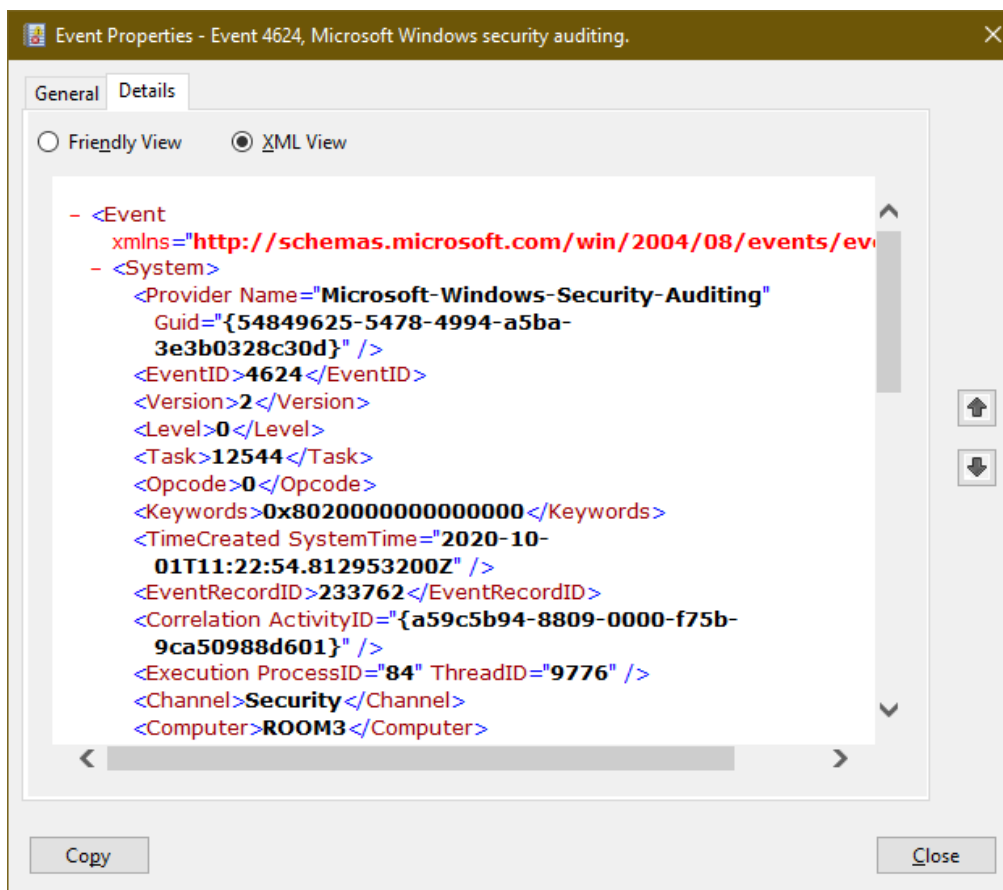 Event Properties - Event 4624, Microsoft Windows security auditing.
General Details
Friendly View XML View
- <Event
xmlns="http://schemas.microsoft.com/win/2004/08/events/eve
- <System>
<Provider Name="Microsoft-Windows-Security-Auditing"
Guid="{54849625-5478-4994-a5ba-
3e3b0328c30d}" />
<EventID>4624</EventID>
<Version>2</Version>
<Level>0</Level>
<Task>12544</Task>
<Opcode>0</Opcode>
<Keywords>0x8020000000000000</Keywords>
<TimeCreated SystemTime="2020-10-
01T11:22:54.812953200Z" />
<EventRecordID>233762</EventRecordID>
<Correlation ActivityID="{a59c5b94-8809-0000-f75b-
9ca50988d601}" />
<Execution ProcessID="84" ThreadID="9776" />
<Channel>Security</Channel>
<Computer>ROOM3</Computer>
Copy Close